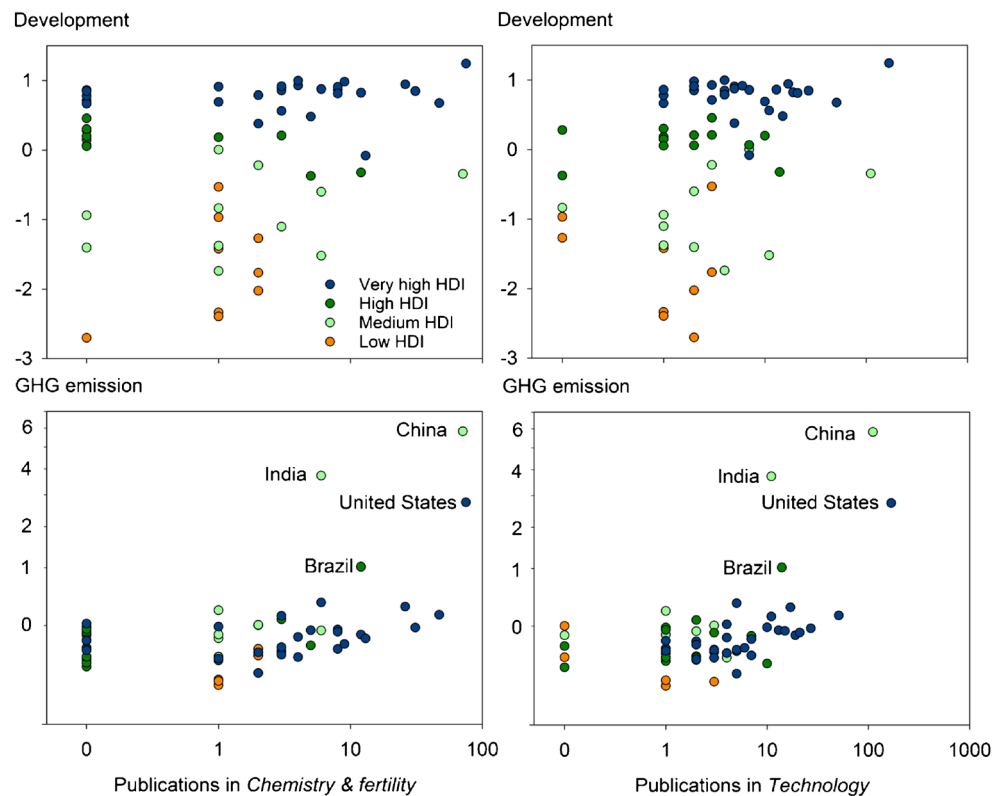 Development
Development
1
0
-1
-2
-3
Very high HDI
High HDI
Medium HDI
Low HDI
1
0
-1
-2
-3
GHG emission
GHG emission
6
4
2
1
0
China
India
United States
Brazil
0 1 10 100
Publications in Chemistry & fertility
6
4
2
1
0
China
India
United States
Brazil
0 1 10 100 1000
Publications in Technology